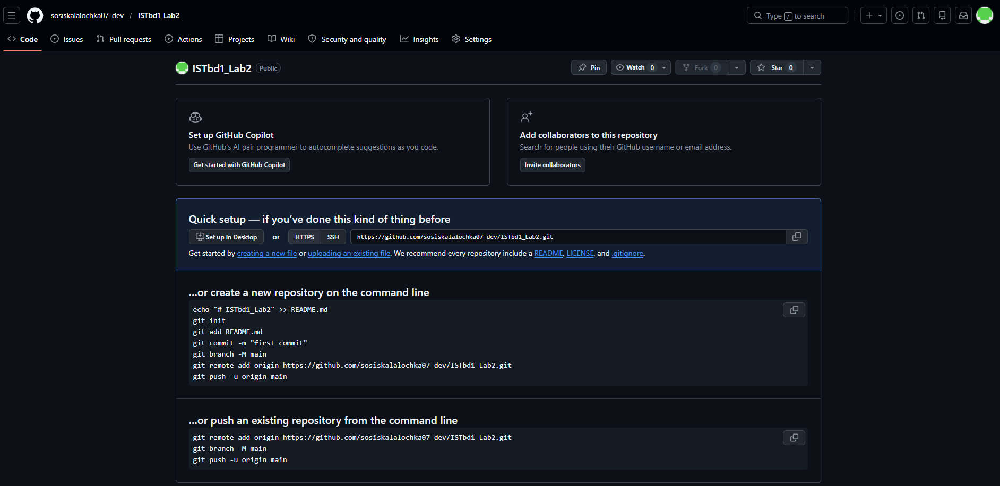 sosiskalalochka07-dev / ISTbd1_Lab2
Type / to search
Code Issues Pull requests Actions Projects Wiki Security and quality Insights Settings
ISTbd1_Lab2 Public
Pin Watch 0 Fork 0 Star 0
Set up GitHub Copilot
Use GitHub's AI pair programmer to autocomplete suggestions as you code.
Get started with GitHub Copilot
Add collaborators to this repository
Search for people using their GitHub username or email address.
Invite collaborators
Quick setup — if you’ve done this kind of thing before
Set up in Desktop or HTTPS SSH https://github.com/sosiskalalochka07-dev/ISTbd1_Lab2.git
Get started by creating a new file or uploading an existing file. We recommend every repository include a README, LICENSE, and .gitignore.
…or create a new repository on the command line
echo "# ISTbd1_Lab2" >> README.md
git init
git add README.md
git commit -m "first commit"
git branch -M main
git remote add origin https://github.com/sosiskalalochka07-dev/ISTbd1_Lab2.git
git push -u origin main
…or push an existing repository from the command line
git remote add origin https://github.com/sosiskalalochka07-dev/ISTbd1_Lab2.git
git branch -M main
git push -u origin main